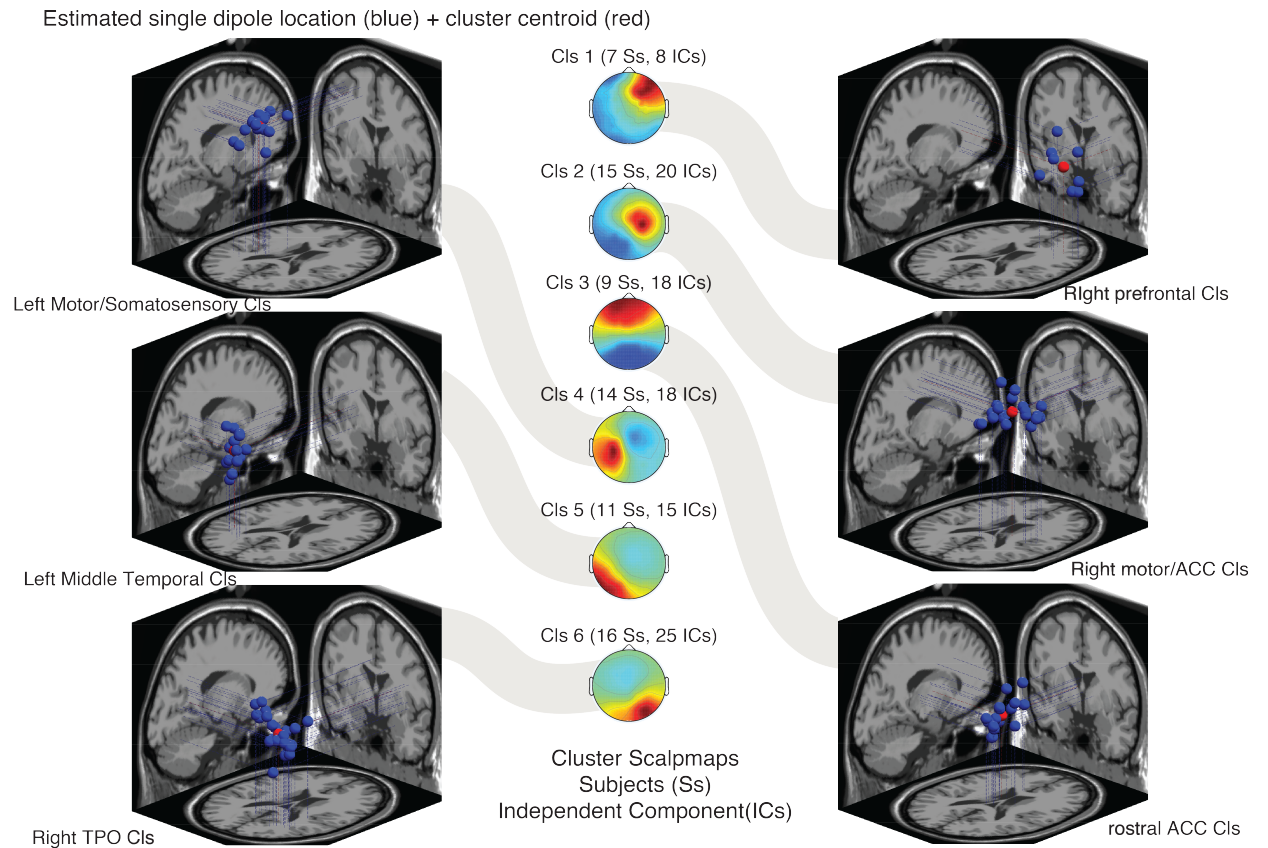 Estimated single dipole location (blue) + cluster centroid (red)
Cls 1 (7 Ss, 8 ICs)
Cls 2 (15 Ss, 20 ICs)
Cls 3 (9 Ss, 18 ICs)
Left Motor/Somatosensory Cls
RIght prefrontal Cls
Cls 4 (14 Ss, 18 ICs)
Cls 5 (11 Ss, 15 ICs)
Left Middle Temporal Cls
Right motor/ACC Cls
Cls 6 (16 Ss, 25 ICs)
Cluster Scalpmaps
Subjects (Ss)
Independent Component(ICs)
Right TPO Cls
rostral ACC Cls